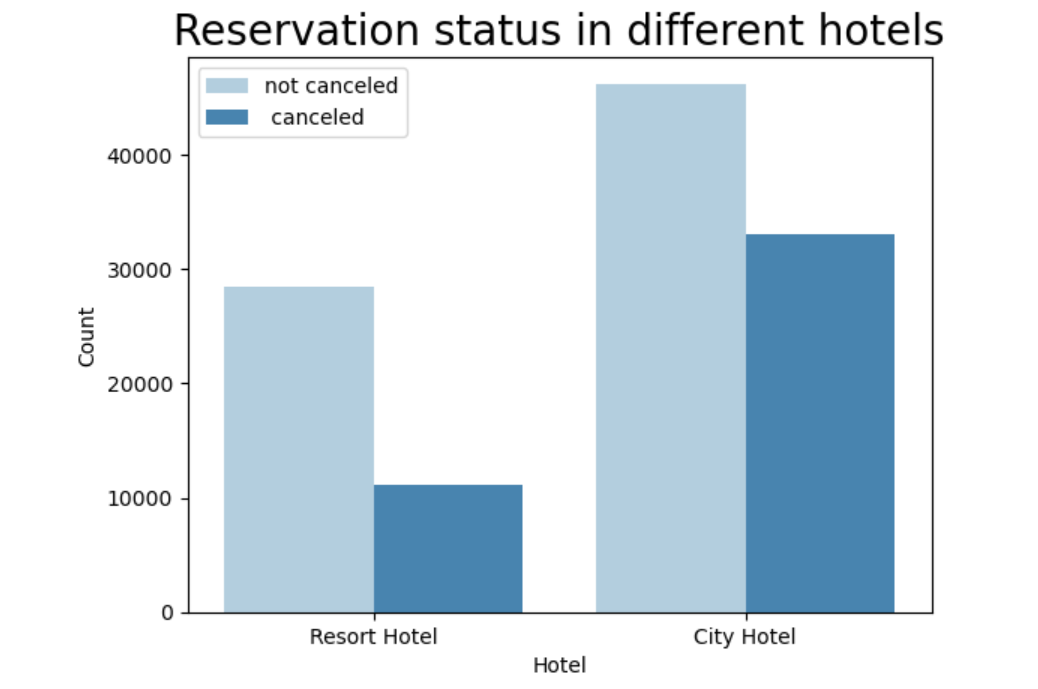 Reservation status in different hotels
not canceled
canceled
40000
30000
20000
10000
0
Count
Resort Hotel
City Hotel
Hotel